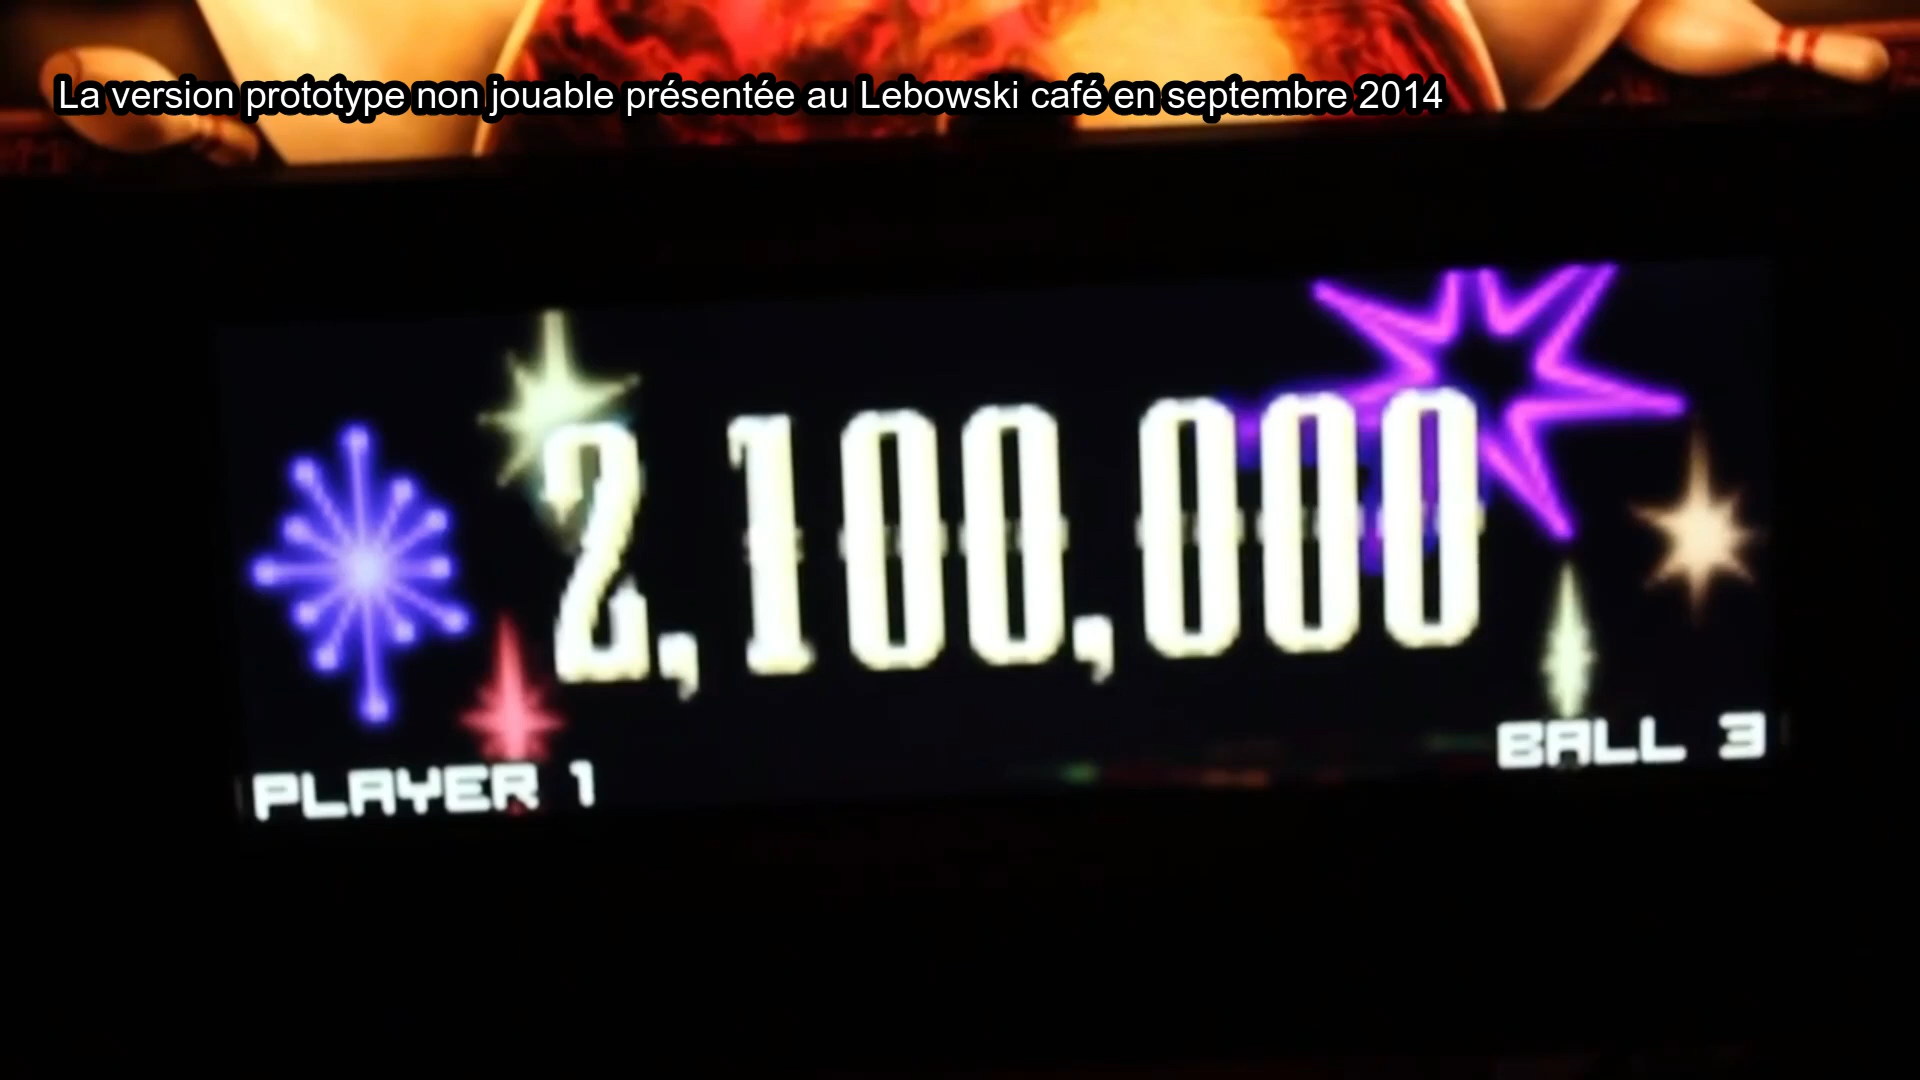 La version prototype non jouable présentée au Lebowski café en septembre 2014
2,100,000
PLAYER 1
BALL 3